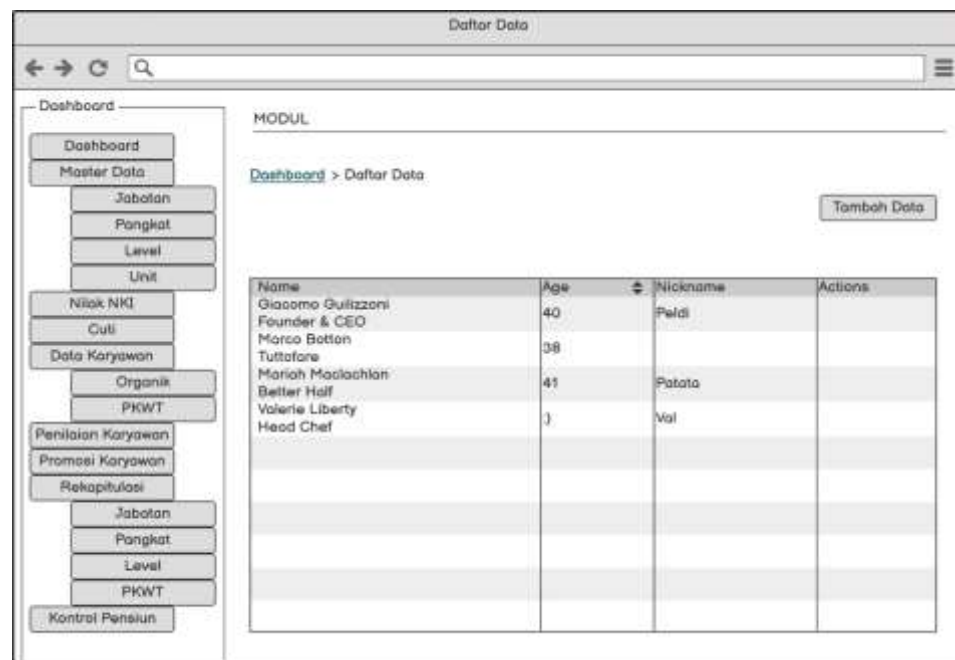 Daftar Data
Dashboard
Dashboard
Master Data
Jabatan
Pangkat
Level
Unit
Nilak NKI
Cuti
Data Karyawan
Organik
PKWT
Penilaian Karyawan
Promosi Karyawan
Rekapitulasi
Jabatan
Pangkat
Level
PKWT
Kontrol Pensiun
MODUL
Dashboard > Daftar Data
Tambah Data
Name Age Nickname Actions
Giacomo Guilizzoni
Founder & CEO
40 Peldi
Marco Botton
Tuttofare
38
Mariah Maclachlan
Better Half
41 Patata
Valerie Liberty
Head Chef
:) Val